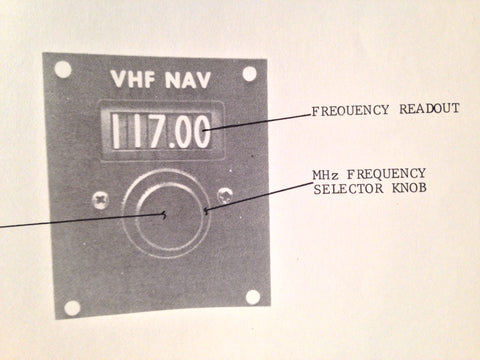 VHF NAV
117.00
FREQUENCY READOUT
MHz FREQUENCY
SELECTOR KNOB